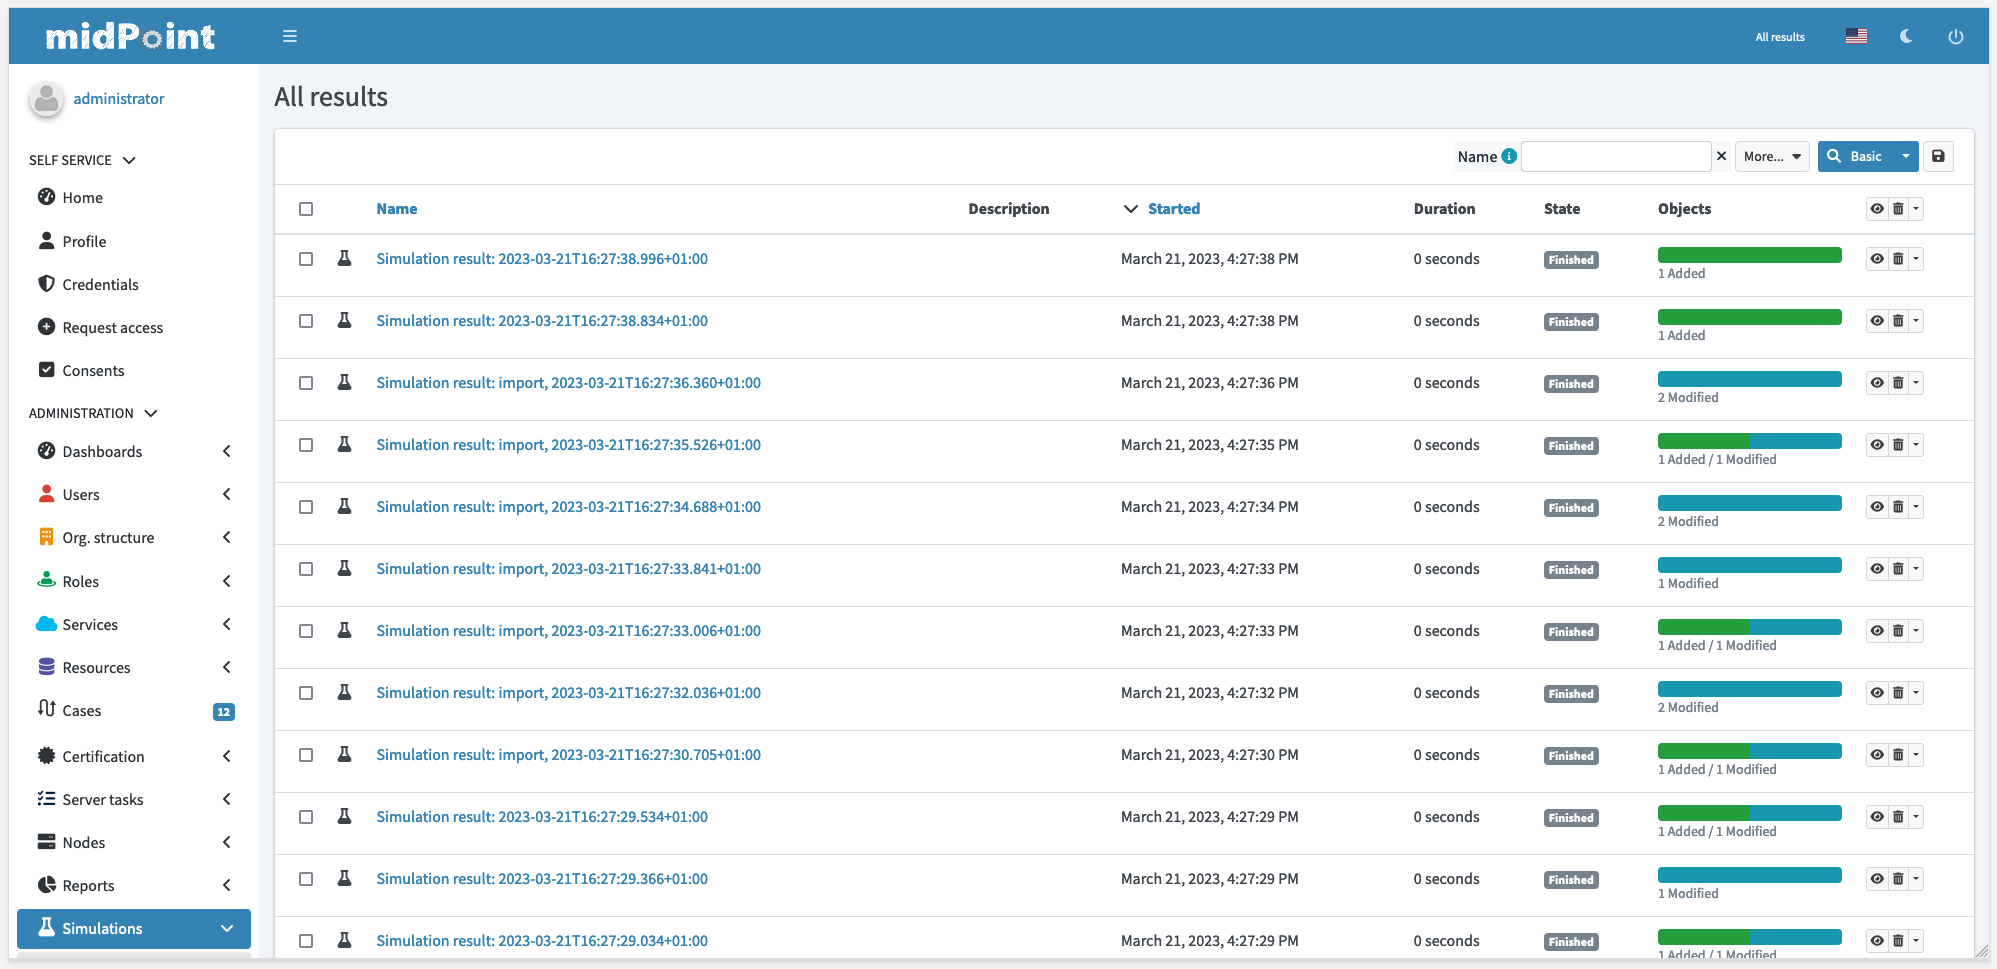 midPoint
All results
administrator
SELF SERVICE
Home
Profile
Credentials
Request access
Consents
ADMINISTRATION
Dashboards
Users
Org. structure
Roles
Services
Resources
Cases 12
Certification
Server tasks
Nodes
Reports
Simulations
All results
Name i More... Basic
Name Description Started Duration State Objects
Simulation result: 2023-03-21T16:27:38.996+01:00 March 21, 2023, 4:27:38 PM 0 seconds Finished
1 Added
Simulation result: 2023-03-21T16:27:38.834+01:00 March 21, 2023, 4:27:38 PM 0 seconds Finished
1 Added
Simulation result: import, 2023-03-21T16:27:36.360+01:00 March 21, 2023, 4:27:36 PM 0 seconds Finished
2 Modified
Simulation result: import, 2023-03-21T16:27:35.526+01:00 March 21, 2023, 4:27:35 PM 0 seconds Finished
1 Added / 1 Modified
Simulation result: import, 2023-03-21T16:27:34.688+01:00 March 21, 2023, 4:27:34 PM 0 seconds Finished
2 Modified
Simulation result: import, 2023-03-21T16:27:33.841+01:00 March 21, 2023, 4:27:33 PM 0 seconds Finished
1 Modified
Simulation result: import, 2023-03-21T16:27:33.006+01:00 March 21, 2023, 4:27:33 PM 0 seconds Finished
1 Added / 1 Modified
Simulation result: import, 2023-03-21T16:27:32.036+01:00 March 21, 2023, 4:27:32 PM 0 seconds Finished
2 Modified
Simulation result: import, 2023-03-21T16:27:30.705+01:00 March 21, 2023, 4:27:30 PM 0 seconds Finished
1 Added / 1 Modified
Simulation result: 2023-03-21T16:27:29.534+01:00 March 21, 2023, 4:27:29 PM 0 seconds Finished
1 Added / 1 Modified
Simulation result: 2023-03-21T16:27:29.366+01:00 March 21, 2023, 4:27:29 PM 0 seconds Finished
1 Modified
Simulation result: 2023-03-21T16:27:29.034+01:00 March 21, 2023, 4:27:29 PM 0 seconds Finished
1 Added / 1 Modified